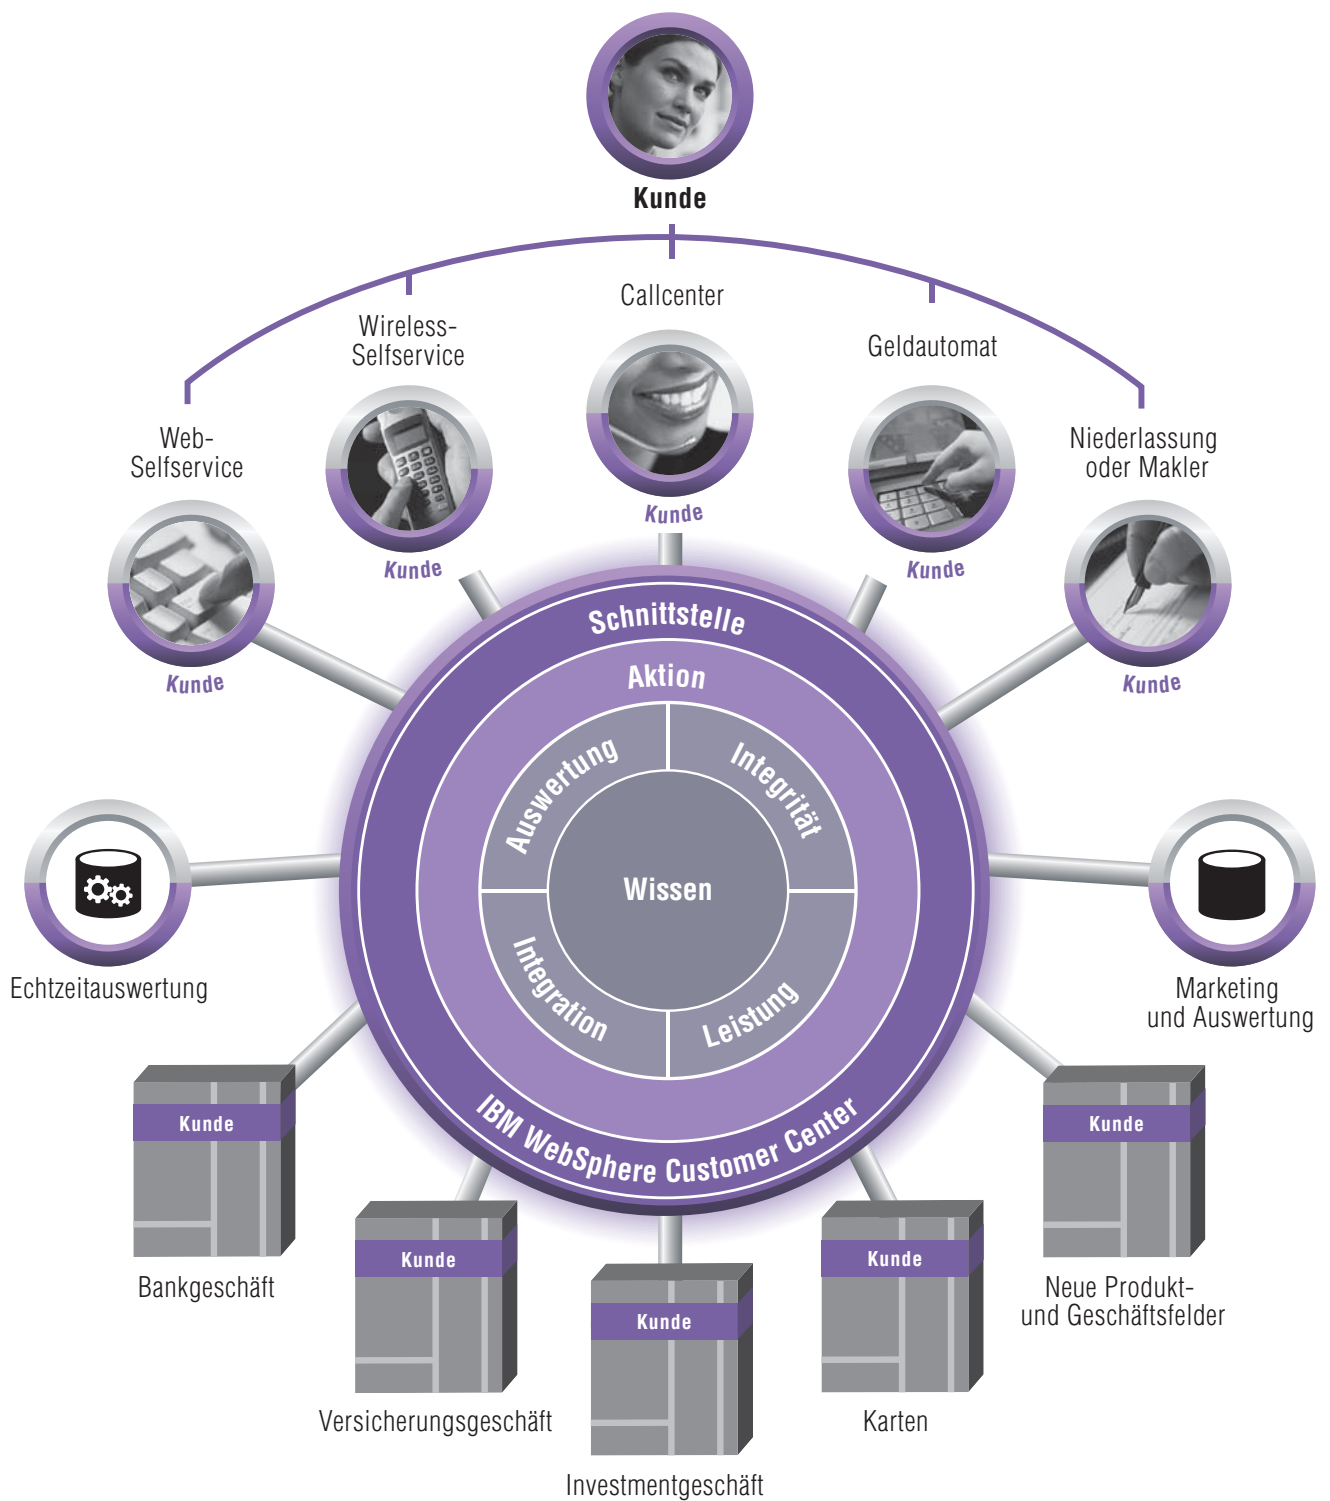 Kunde
Callcenter
Wireless-
Selfservice
Geldautomat
Web-
Selfservice
Niederlassung
oder Makler
Kunde
Kunde
Kunde
Kunde
Kunde
Schnittstelle
Aktion
Auswertung
Integrität
Wissen
Integration
Leistung
IBM WebSphere Customer Center
Echtzeitauswertung
Marketing
und Auswertung
Kunde
Bankgeschäft
Kunde
Versicherungsgeschäft
Kunde
Investmentgeschäft
Kunde
Karten
Kunde
Neue Produkt-
und Geschäftsfelder